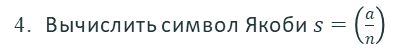 4. Вычислить символ Якоби s = (a/n)